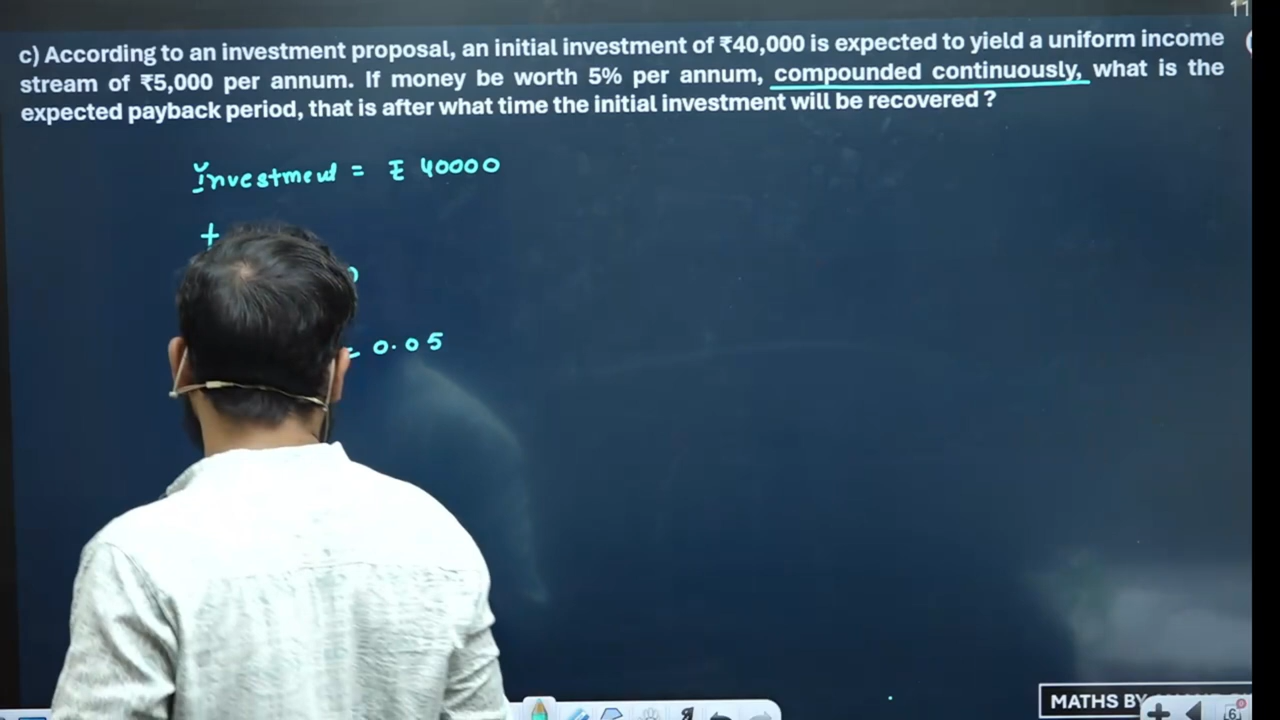 11
c) According to an investment proposal, an initial investment of ₹40,000 is expected to yield a uniform income
stream of ₹5,000 per annum. If money be worth 5% per annum, compounded continuously, what is the
expected payback period, that is after what time the initial investment will be recovered ?
Investment = ₹ 40000
= 0.05
MATHS BY
6